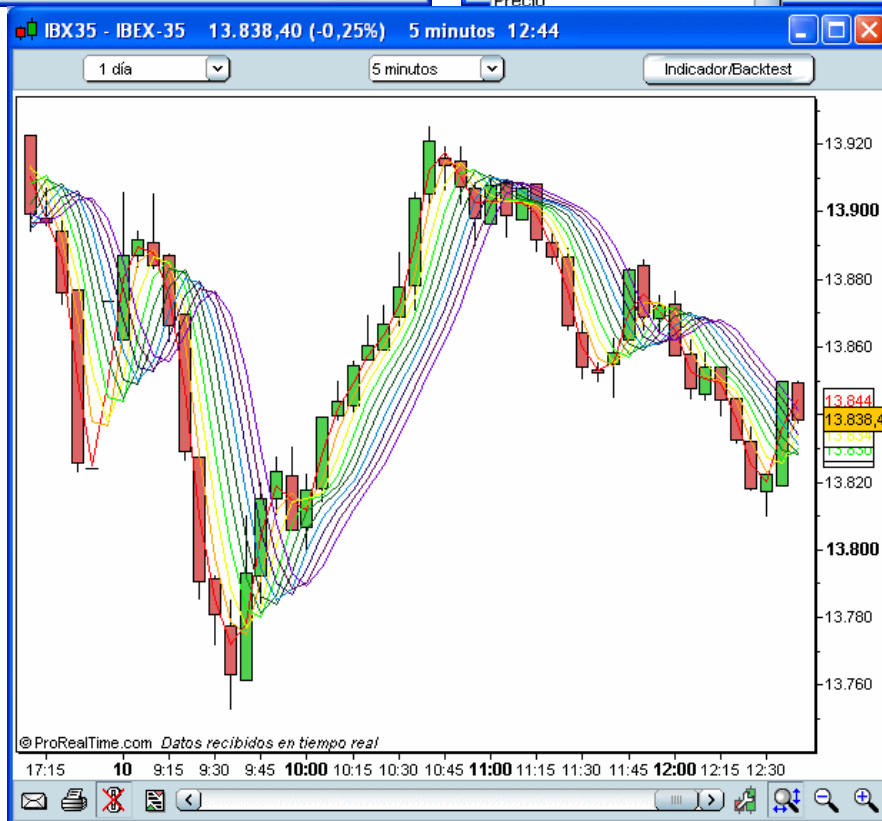 Precio
IBX35 - IBEX-35 13.838,40 (-0,25%) 5 minutos 12:44
1 día 5 minutos Indicador/Backtest
13.920
13.900
13.880
13.860
13.844
13.838,4
13.834
13.830
13.820
13.800
13.780
13.760
© ProRealTime.com Datos recibidos en tiempo real
17:15 10 9:15 9:30 9:45 10:00 10:15 10:30 10:45 11:00 11:15 11:30 11:45 12:00 12:15 12:30